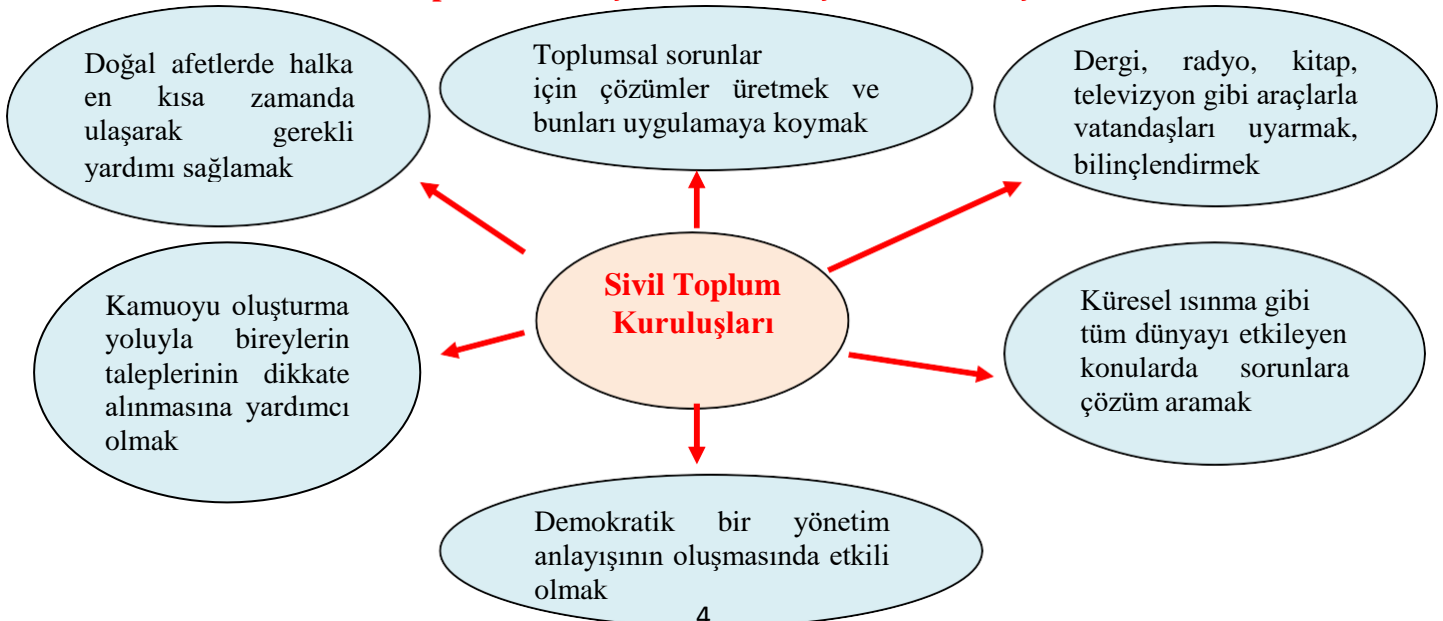 Doğal afetlerde halka
en kısa zamanda
ulaşarak gerekli
yardımı sağlamak
Toplumsal sorunlar
için çözümler üretmek ve
bunları uygulamaya koymak
Dergi, radyo, kitap,
televizyon gibi araçlarla
vatandaşları uyarmak,
bilinçlendirmek
Sivil Toplum
Kuruluşları
Kamuoyu oluşturma
yoluyla bireylerin
taleplerinin dikkate
alınmasına yardımcı
olmak
Küresel ısınma gibi
tüm dünyayı etkileyen
konularda sorunlara
çözüm aramak
Demokratik bir yönetim
anlayışının oluşmasında etkili
olmak
4